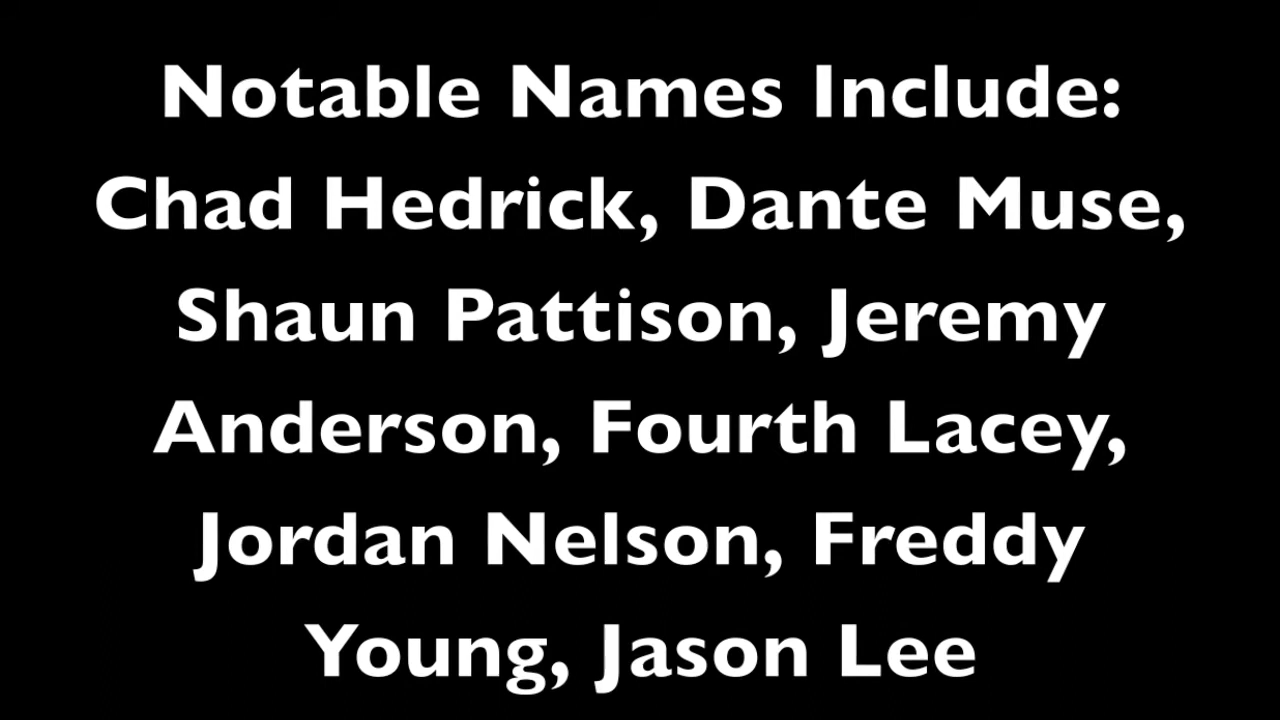 Notable Names Include:
Chad Hedrick, Dante Muse,
Shaun Pattison, Jeremy
Anderson, Fourth Lacey,
Jordan Nelson, Freddy
Young, Jason Lee